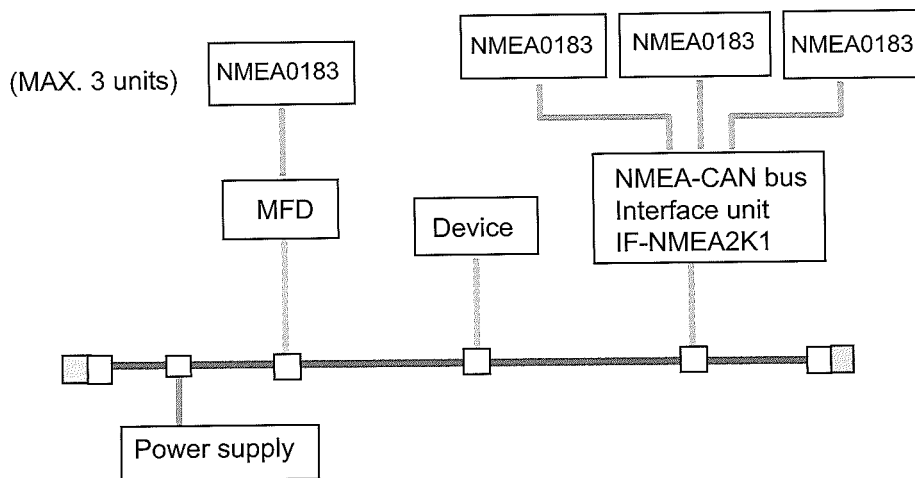 NMEA0183
NMEA0183
NMEA0183
(MAX. 3 units)
NMEA0183
NMEA-CAN bus
Interface unit
IF-NMEA2K1
MFD
Device
Power supply